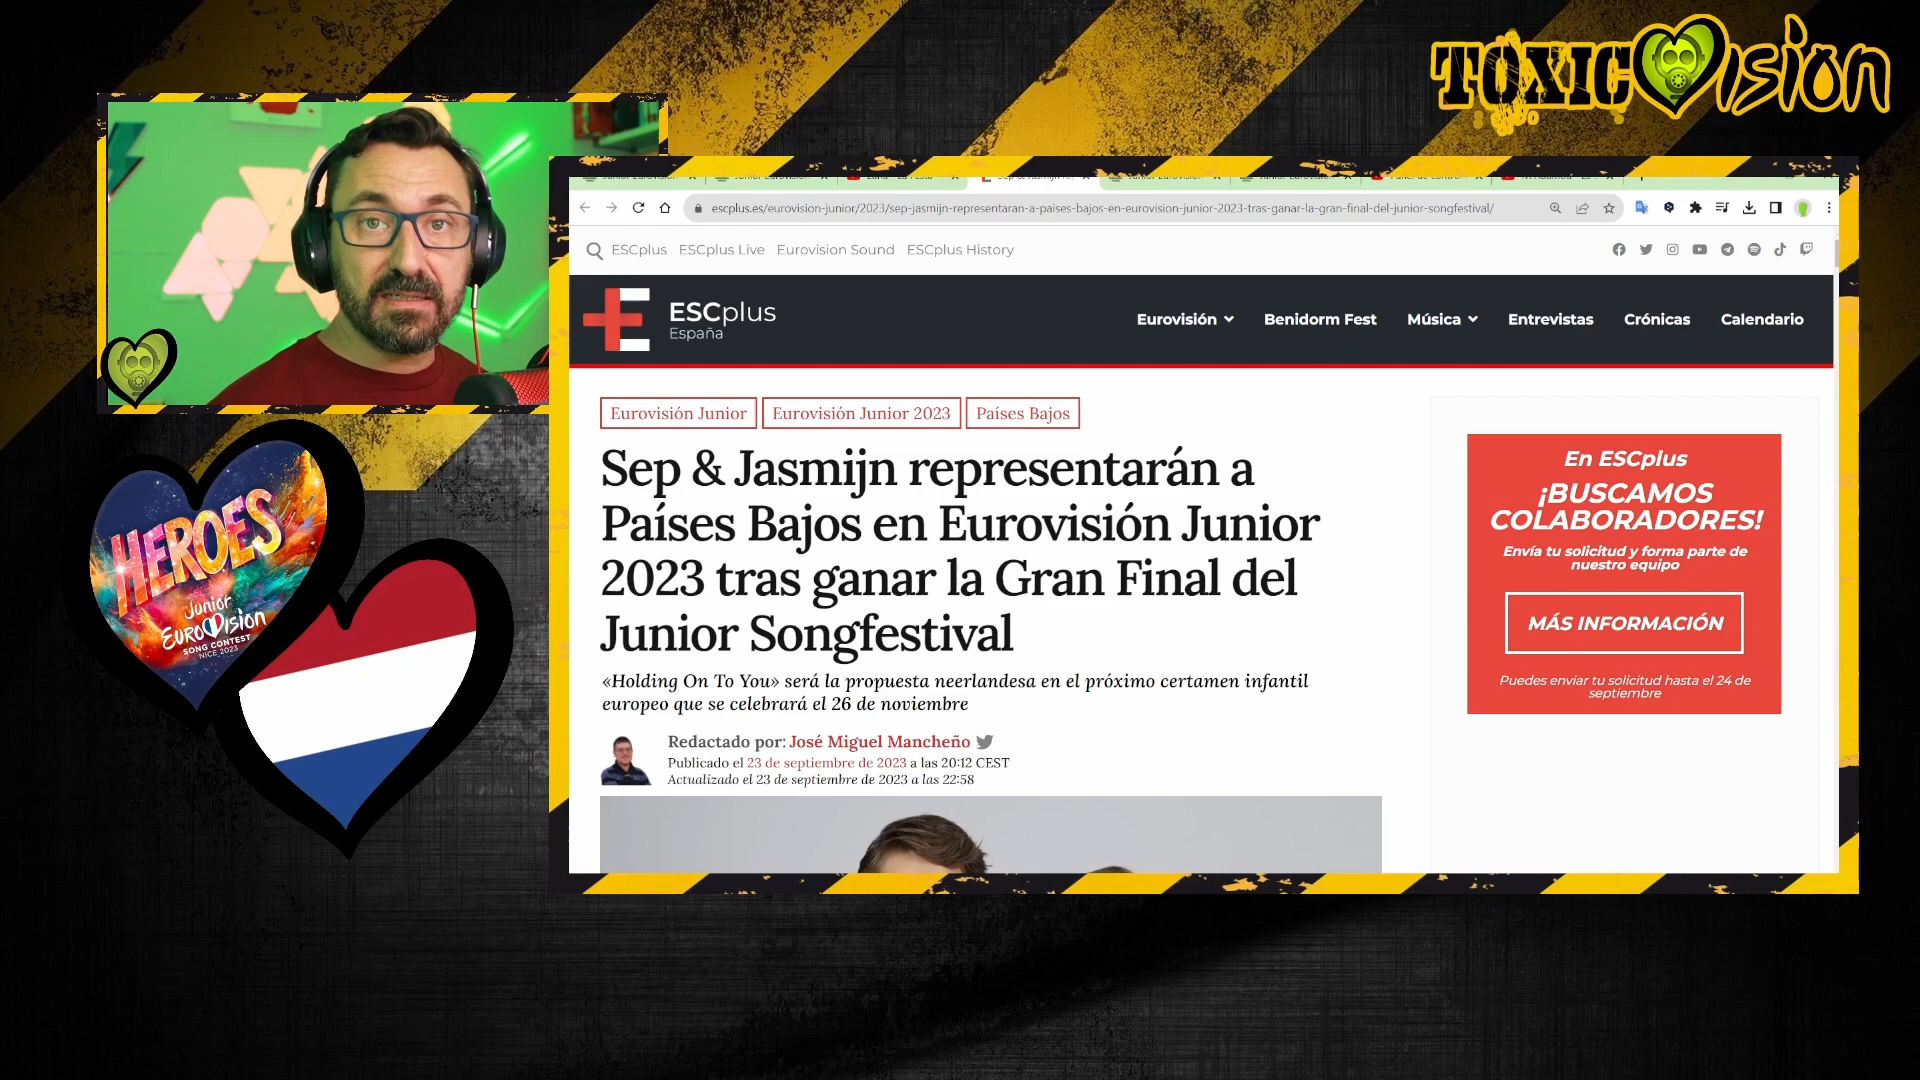 TOXIC VISION
escplus.es/eurovision-junior/2023/sep-jasmijn-representaran-a-paises-bajos-en-eurovision-junior-2023-tras-ganar-la-gran-final-del-junior-songfestival/
ESCplus ESCplus Live Eurovision Sound ESCplus History
ESCplus
España
Eurovisión Benidorm Fest Música Entrevistas Crónicas Calendario
Eurovisión Junior Eurovisión Junior 2023 Países Bajos
Sep & Jasmijn representarán a
Países Bajos en Eurovisión Junior
2023 tras ganar la Gran Final del
Junior Songfestival
«Holding On To You» será la propuesta neerlandesa en el próximo certamen infantil
europeo que se celebrará el 26 de noviembre
Redactado por: José Miguel Mancheño
Publicado el 23 de septiembre de 2023 a las 20:12 CEST
Actualizado el 23 de septiembre de 2023 a las 22:58
En ESCplus
¡BUSCAMOS
COLABORADORES!
Envía tu solicitud y forma parte de
nuestro equipo
MÁS INFORMACIÓN
Puedes enviar tu solicitud hasta el 24 de
septiembre
HEROES
Junior
EUROVISION
SONG CONTEST
NICE 2023